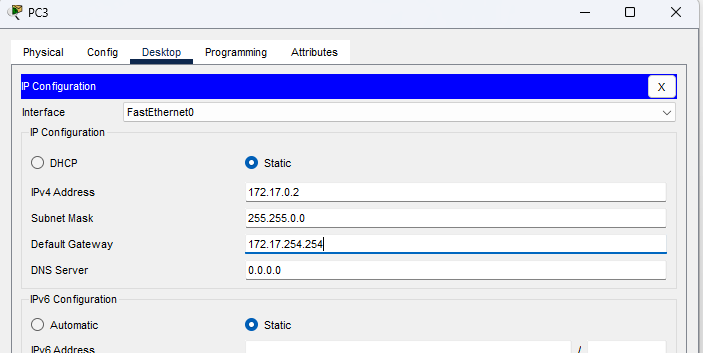 PC3
Physical Config Desktop Programming Attributes
IP Configuration X
Interface FastEthernet0
IP Configuration
DHCP Static
IPv4 Address 172.17.0.2
Subnet Mask 255.255.0.0
Default Gateway 172.17.254.254
DNS Server 0.0.0.0
IPv6 Configuration
Automatic Static
IPv6 Address /